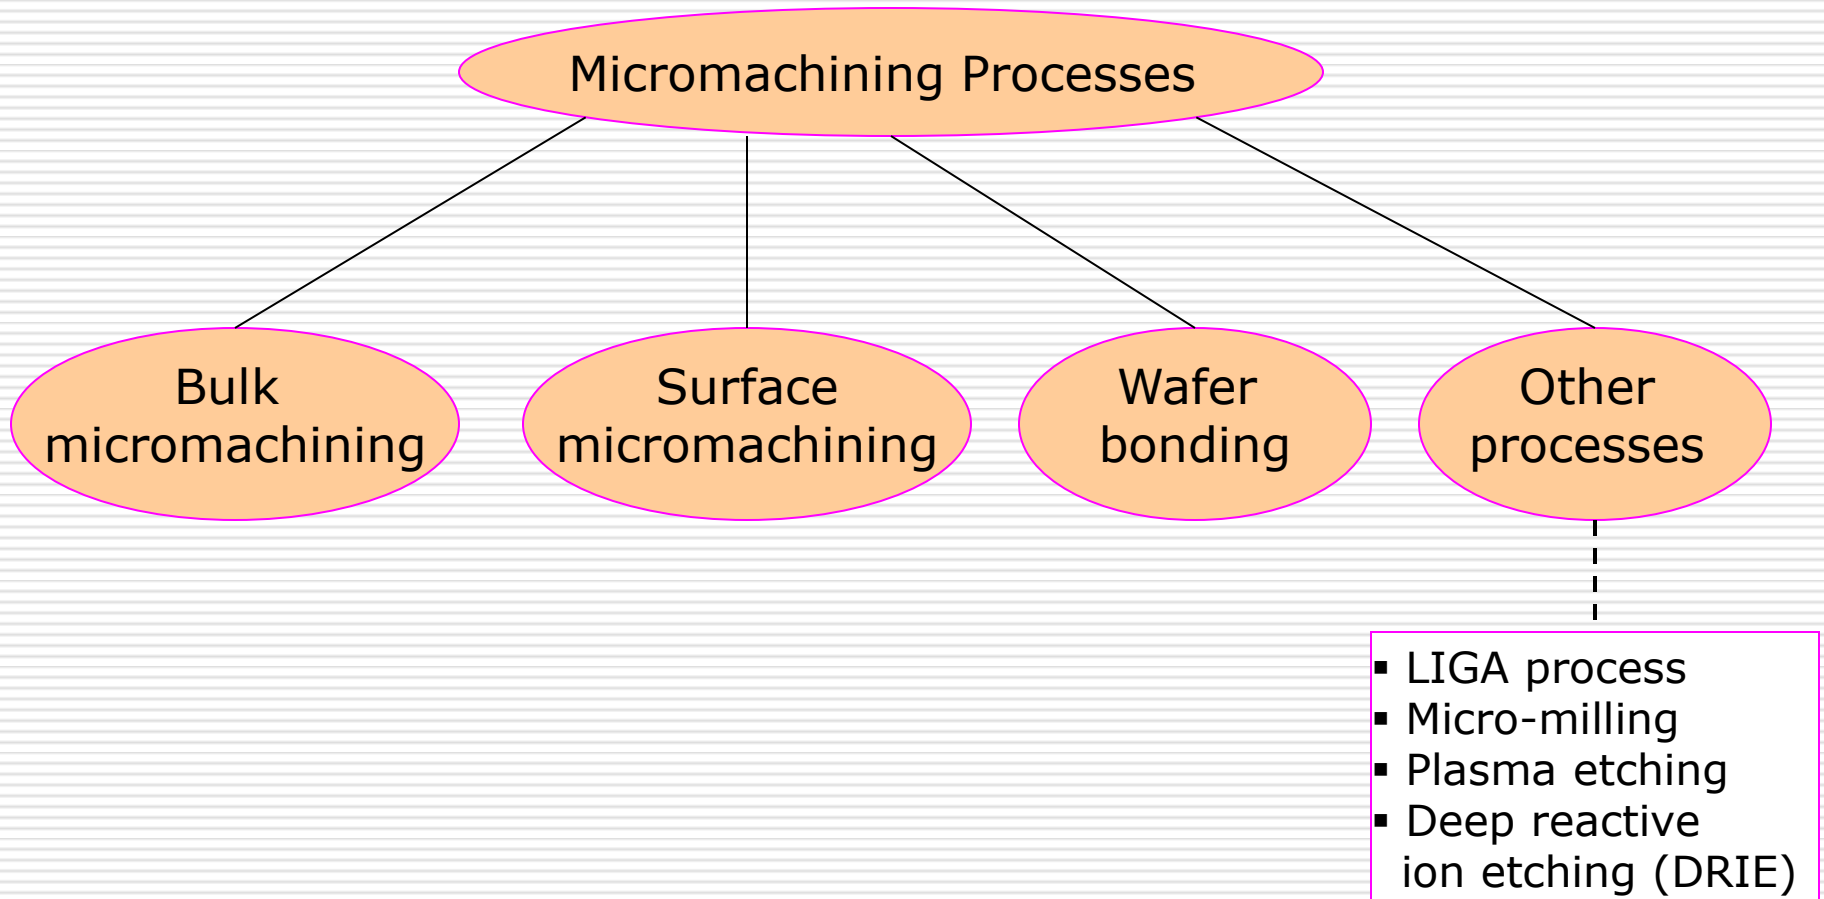 Micromachining Processes
Bulk
micromachining
Surface
micromachining
Wafer
bonding
Other
processes
▪ LIGA process
▪ Micro-milling
▪ Plasma etching
▪ Deep reactive
ion etching (DRIE)